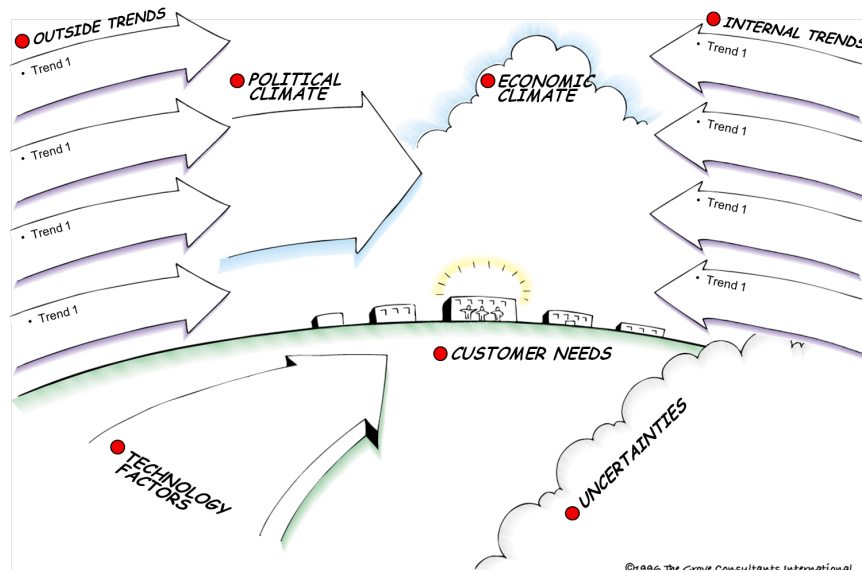 OUTSIDE TRENDS
• Trend 1
• Trend 1
• Trend 1
• Trend 1
POLITICAL
CLIMATE
ECONOMIC
CLIMATE
INTERNAL TRENDS
• Trend 1
• Trend 1
• Trend 1
• Trend 1
CUSTOMER NEEDS
TECHNOLOGY
FACTORS
UNCERTAINTIES
©1996 The Grove Consultants International